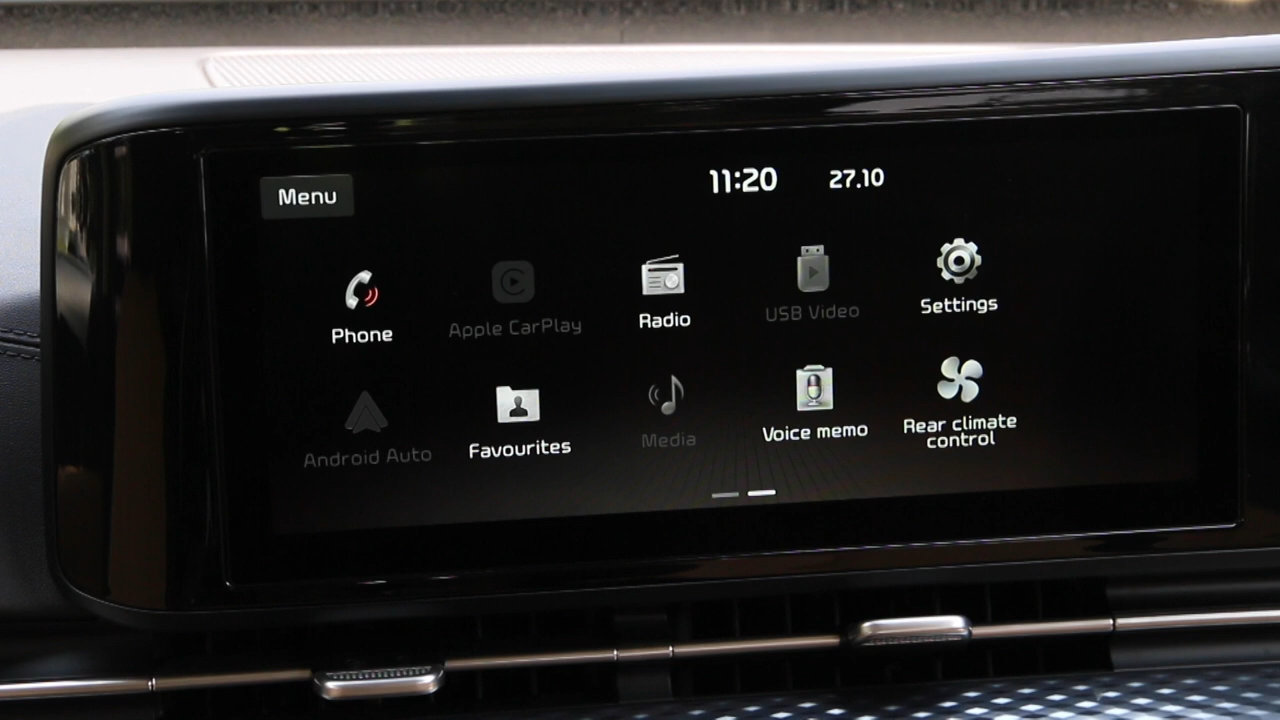 Menu
11:20 27.10
Phone
Apple CarPlay
Radio
USB Video
Settings
Android Auto
Favourites
Media
Voice memo
Rear climate
control